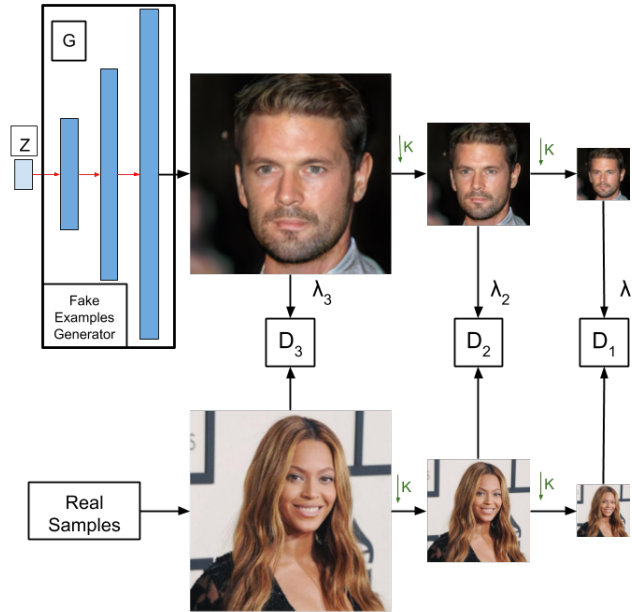 G
Z
K
K
Fake
Examples
Generator
λ3
λ2
λ
D3
D2
D1
K
K
Real
Samples